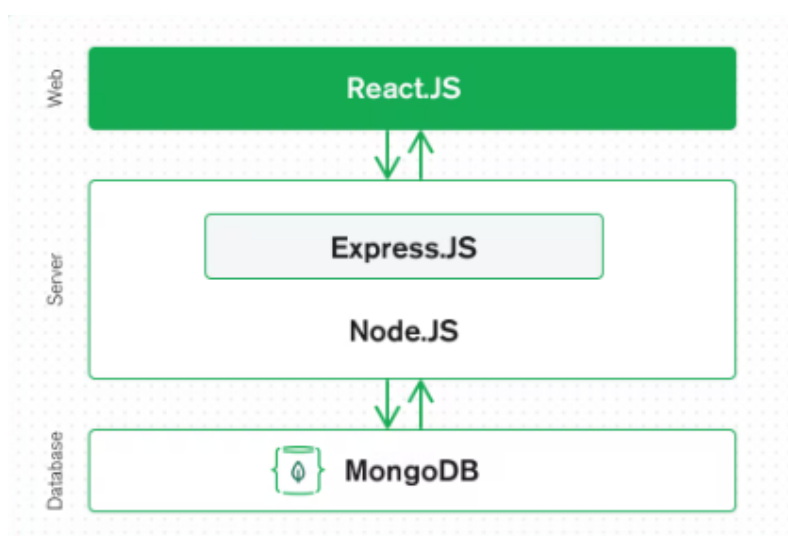 Web
React.JS
Server
Express.JS
Node.JS
Database
MongoDB